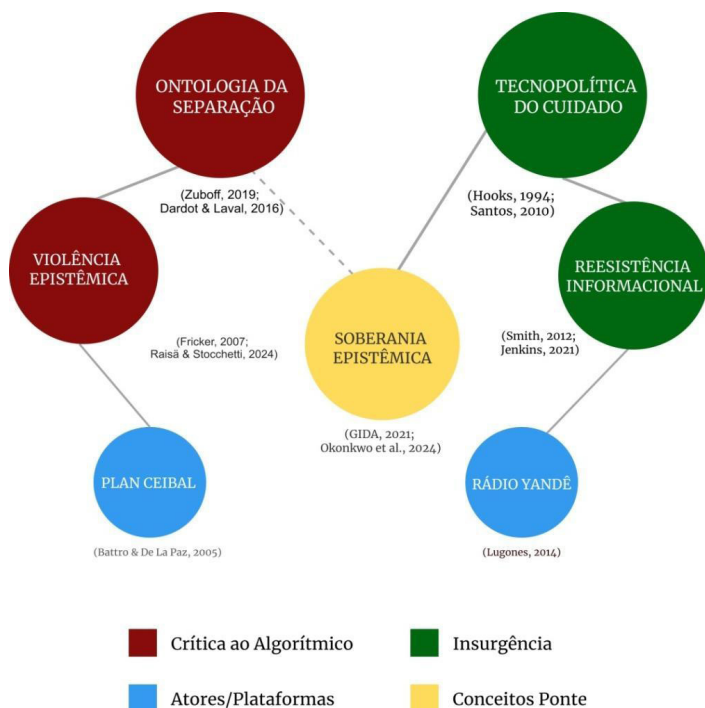 ONTOLOGIA DA
SEPARAÇÃO
TECNOPOLÍTICA
DO CUIDADO
(Zuboff, 2019;
Dardot & Laval, 2016)
(Hooks, 1994;
Santos, 2010)
VIOLÊNCIA
EPISTÊMICA
REESISTÊNCIA
INFORMACIONAL
(Fricker, 2007;
Raisä & Stocchetti, 2024)
SOBERANIA
EPISTÊMICA
(Smith, 2012;
Jenkins, 2021)
(GIDA, 2021;
Okonkwo et al., 2024)
PLAN CEIBAL
RÁDIO YANDÊ
(Battro & De La Paz, 2005)
(Lugones, 2014)
Crítica ao Algorítmico
Insurgência
Atores/Plataformas
Conceitos Ponte